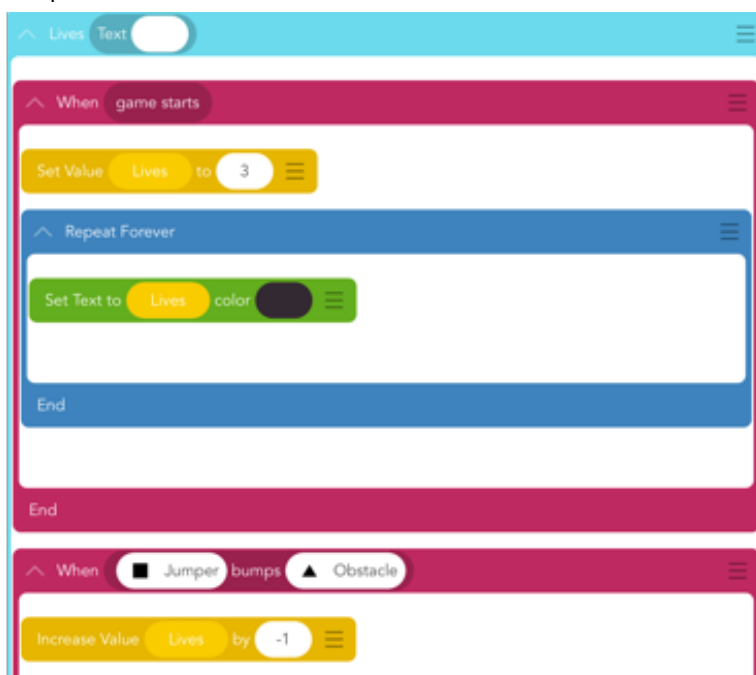 Lives Text
When game starts
Set Value Lives to 3
Repeat Forever
Set Text to Lives color
End
End
When Jumper bumps Obstacle
Increase Value Lives by -1